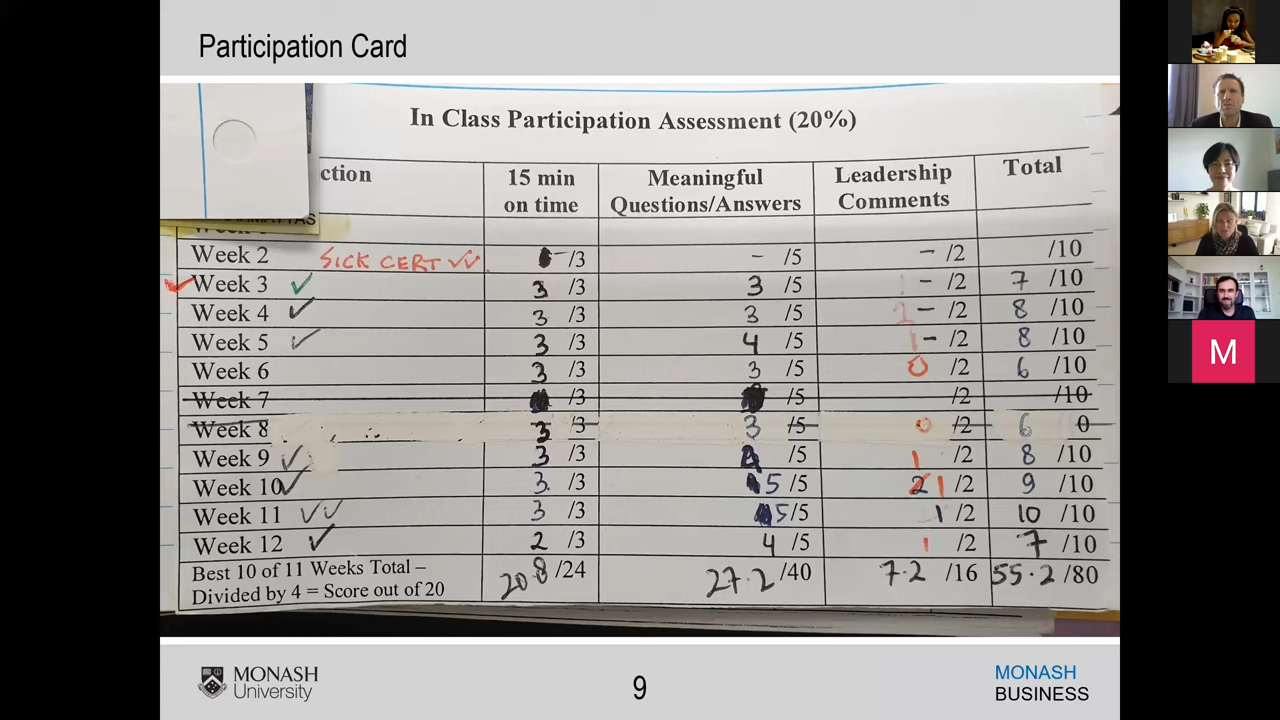 Participation Card
In Class Participation Assessment (20%)
ction 15 min on time Meaningful Questions/Answers Leadership Comments Total
Week 2 SICK CERT ✓✓ - /3 - /5 - /2 /10
Week 3 ✓ 3 /3 3 /5 - /2 7 /10
Week 4 ✓ 3 /3 3 /5 2 - /2 8 /10
Week 5 ✓ 3 /3 4 /5 1 - /2 8 /10
Week 6 3 /3 3 /5 0 /2 6 /10
Week 7 /3 /5 /2 /10
Week 8 3 /3 3 /5 0 /2 6 0
Week 9 ✓ 3 /3 4 /5 1 /2 8 /10
Week 10 ✓ 3. /3 5 /5 2 1 /2 9 /10
Week 11 ✓✓ 3 /3 5 /5 1 /2 10 /10
Week 12 ✓ 2 /3 4 /5 1 /2 7 /10
Best 10 of 11 Weeks Total –
Divided by 4 = Score out of 20 20.8 /24 27.2 /40 7.2 /16 55.2 /80
MONASH
University
9
MONASH
BUSINESS
M